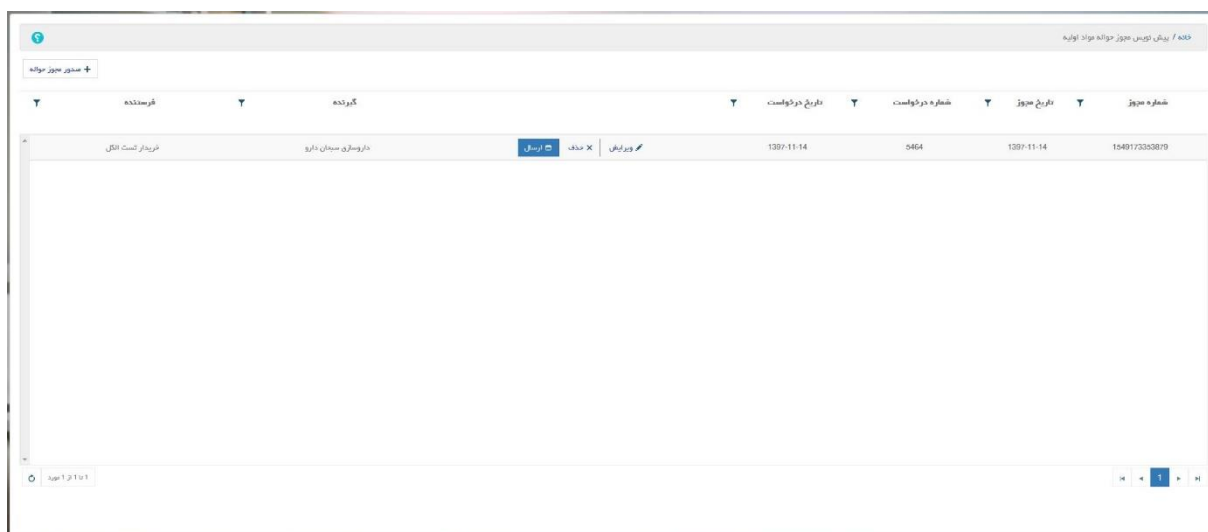 خانه / پیش نویس مجوز حواله مواد اولیه
صدور مجوز حواله
شماره مجوز تاریخ مجوز شماره درخواست تاریخ درخواست گیرنده فرستنده
1549173353879 1397-11-14 5464 1397-11-14 ویرایش حذف ارسال داروسازی سبحان دارو خریدار تست الکل
1
1 تا 1 از 1 مورد